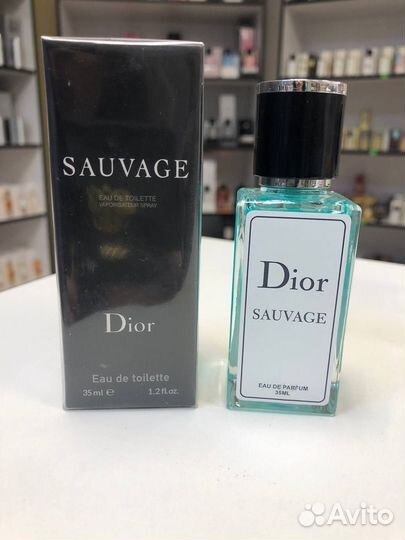 SAUVAGE
EAU DE TOILETTE
VAPORISATEUR SPRAY
Dior
Eau de toilette
35 ml e 1.2 fl.oz.
Dior
SAUVAGE
EAU DE PARFUM
35ML
Avito